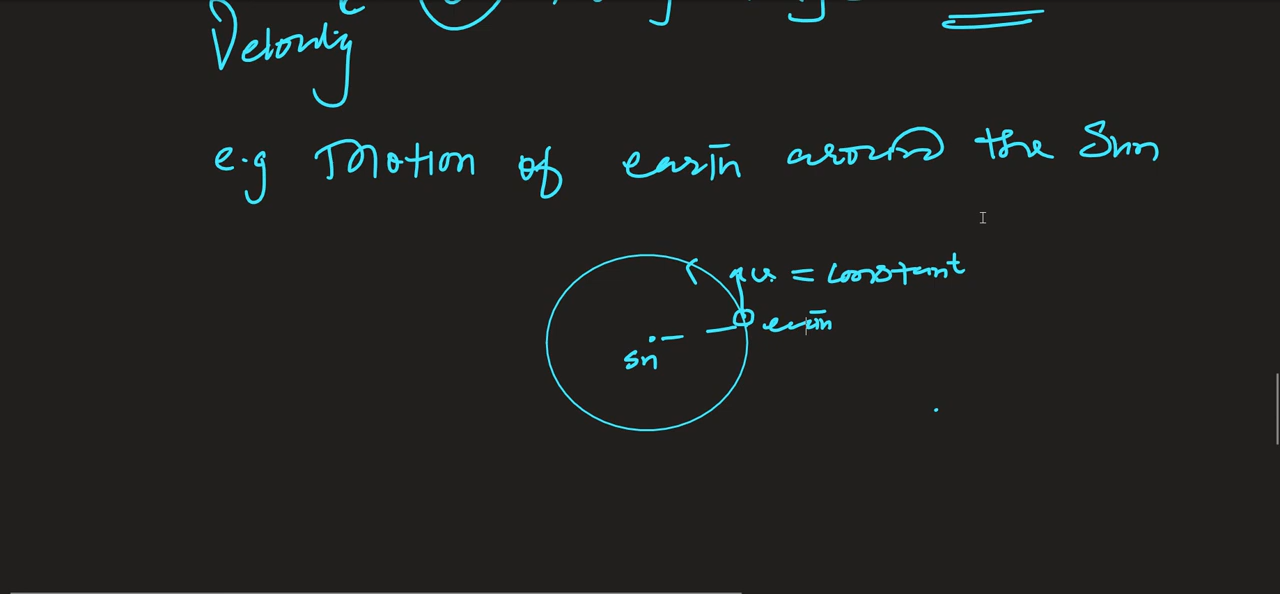 Velocity
e.g Motion of earth around the Sun
v = constant
earth
sn